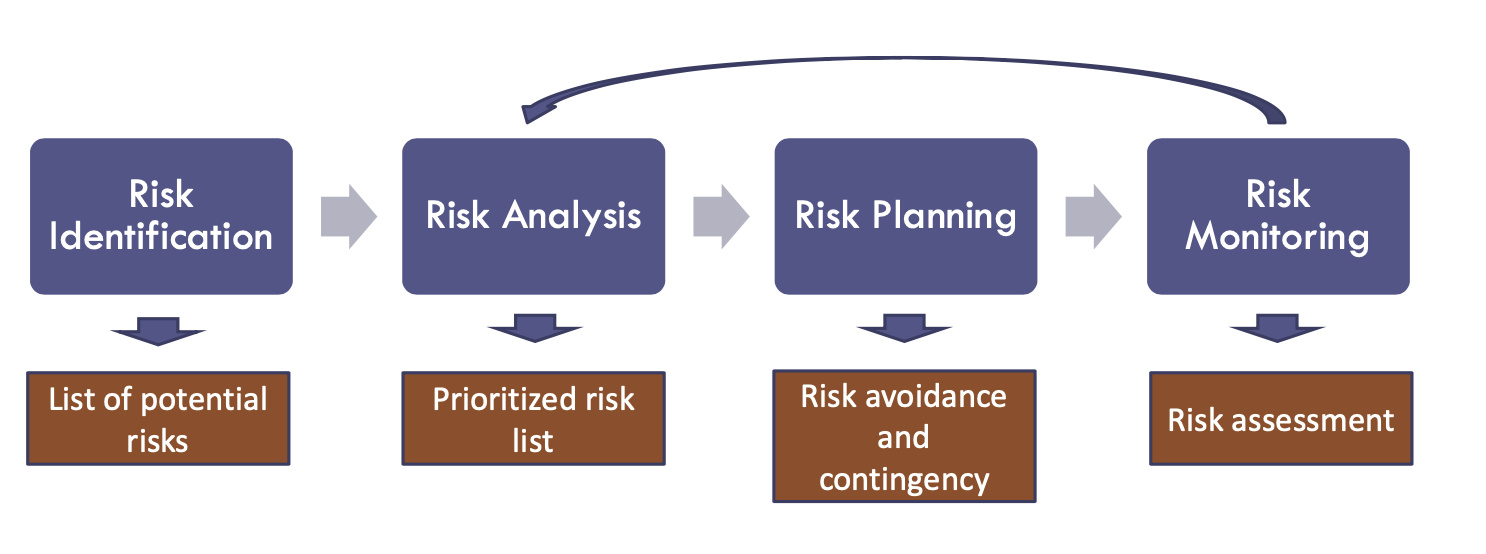 Risk
Identification
Risk Analysis
Risk Planning
Risk
Monitoring
List of potential
risks
Prioritized risk
list
Risk avoidance
and
contingency
Risk assessment